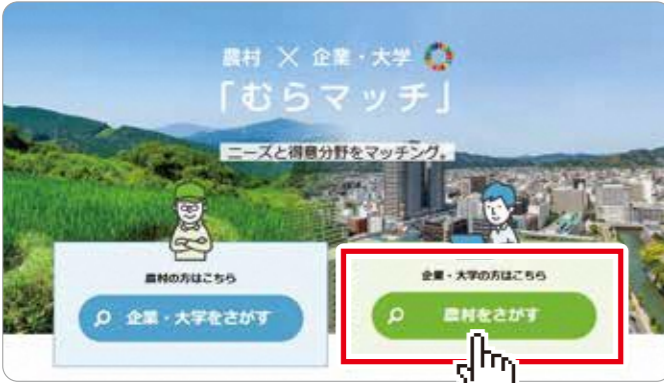 農村 × 企業・大学
「むらマッチ」
ニーズと得意分野をマッチング。
農村の方はこちら
企業・大学をさがす
企業・大学の方はこちら
農村をさがす